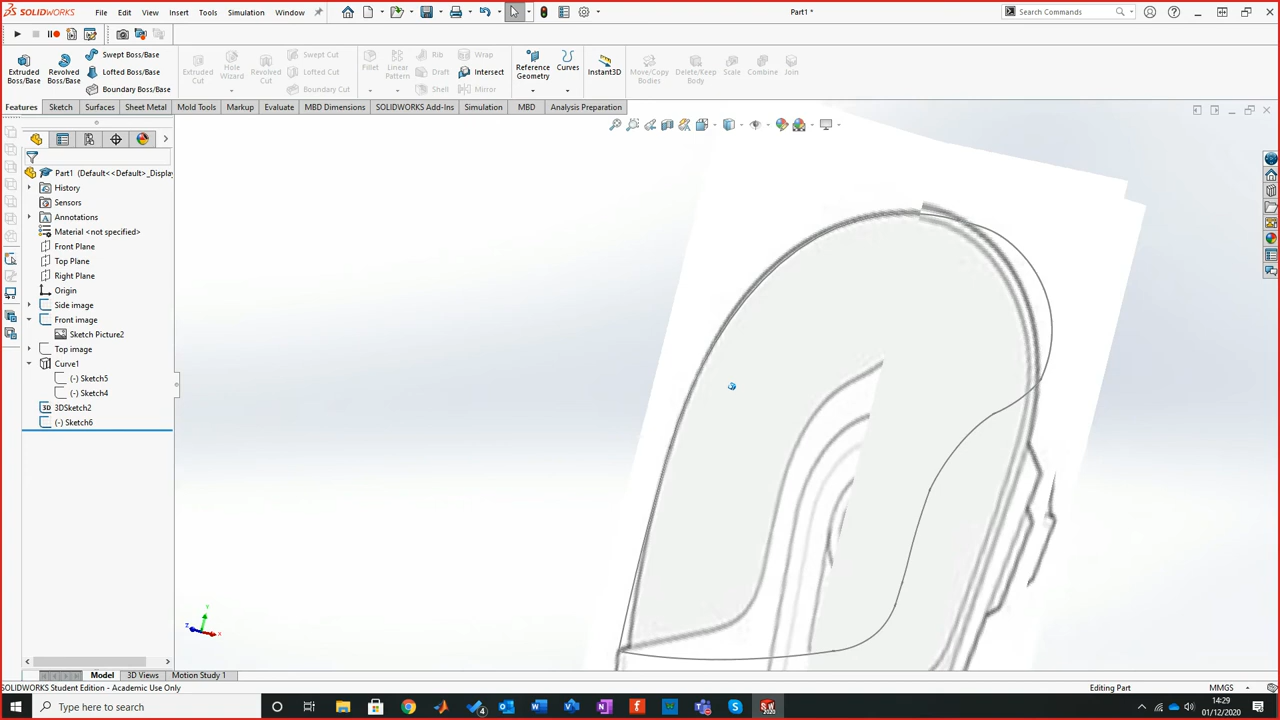 SOLIDWORKS File Edit View Insert Tools Simulation Window Part1 * Search Commands
Swept Boss/Base Swept Cut Rib Wrap
Extruded Boss/Base Revolved Boss/Base Lofted Boss/Base Extruded Cut Hole Wizard Revolved Cut Lofted Cut Fillet Linear Pattern Draft Intersect Reference Geometry Curves Instant3D Move/Copy Bodies Delete/Keep Body Scale Combine Join
Boundary Boss/Base Boundary Cut Shell Mirror
Features Sketch Surfaces Sheet Metal Mold Tools Markup Evaluate MBD Dimensions SOLIDWORKS Add-Ins Simulation MBD Analysis Preparation
Part1 (Default<<Default>_Displa
History
Sensors
Annotations
Material <not specified>
Front Plane
Top Plane
Right Plane
Origin
Side image
Front image
Sketch Picture2
Top image
Curve1
(-) Sketch5
(-) Sketch4
3D 3DSketch2
(-) Sketch6
Y
Z X
Model 3D Views Motion Study 1
SOLIDWORKS Student Edition - Academic Use Only Editing Part MMGS
Type here to search
14:29
01/12/2020